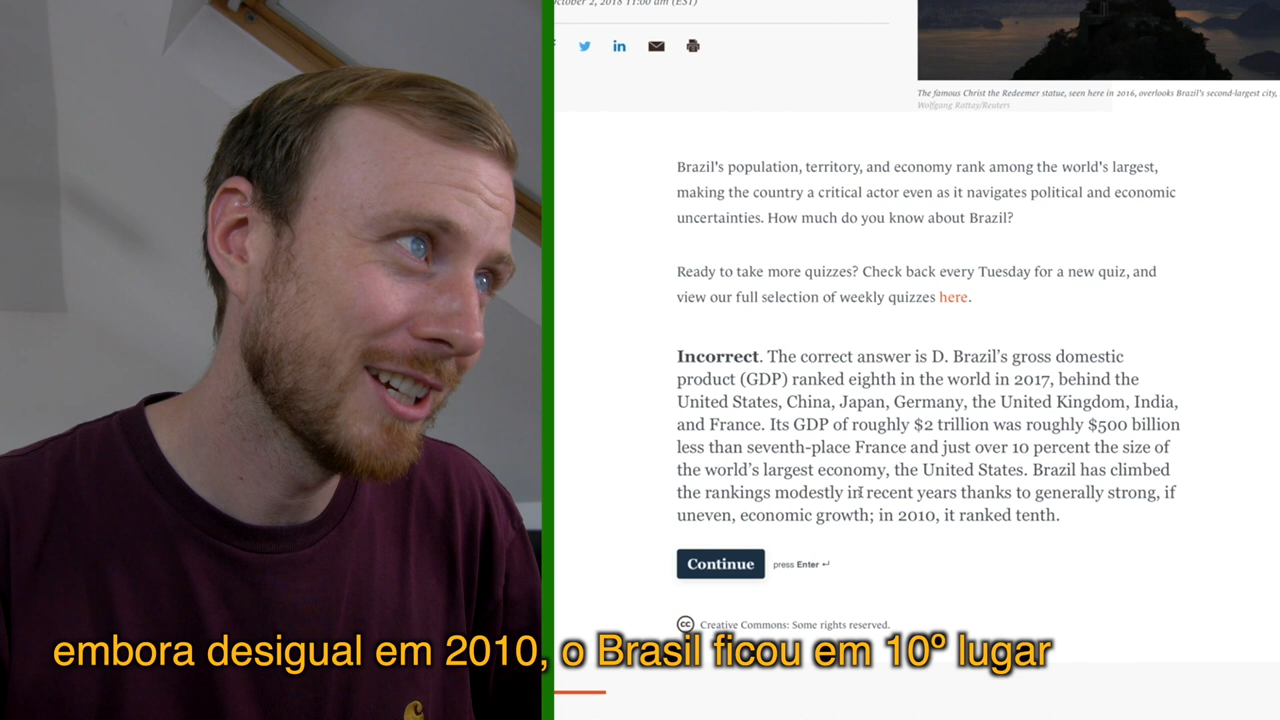 October 2, 2018 11:00 am (EST)
The famous Christ the Redeemer statue, seen here in 2016, overlooks Brazil's second-largest city,
Wolfgang Rattay/Reuters
Brazil's population, territory, and economy rank among the world's largest,
making the country a critical actor even as it navigates political and economic
uncertainties. How much do you know about Brazil?
Ready to take more quizzes? Check back every Tuesday for a new quiz, and
view our full selection of weekly quizzes here.
Incorrect. The correct answer is D. Brazil's gross domestic
product (GDP) ranked eighth in the world in 2017, behind the
United States, China, Japan, Germany, the United Kingdom, India,
and France. Its GDP of roughly $2 trillion was roughly $500 billion
less than seventh-place France and just over 10 percent the size of
the world's largest economy, the United States. Brazil has climbed
the rankings modestly in recent years thanks to generally strong, if
uneven, economic growth; in 2010, it ranked tenth.
Continue press Enter ↵
cc Creative Commons: Some rights reserved.
embora desigual em 2010, o Brasil ficou em 10º lugar